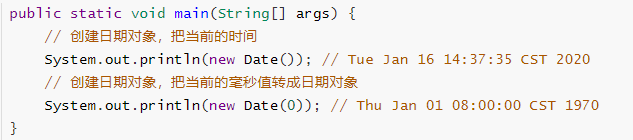 public static void main(String[] args) {
    // 创建日期对象，把当前的时间
    System.out.println(new Date()); // Tue Jan 16 14:37:35 CST 2020
    // 创建日期对象，把当前的毫秒值转成日期对象
    System.out.println(new Date(0)); // Thu Jan 01 08:00:00 CST 1970
}